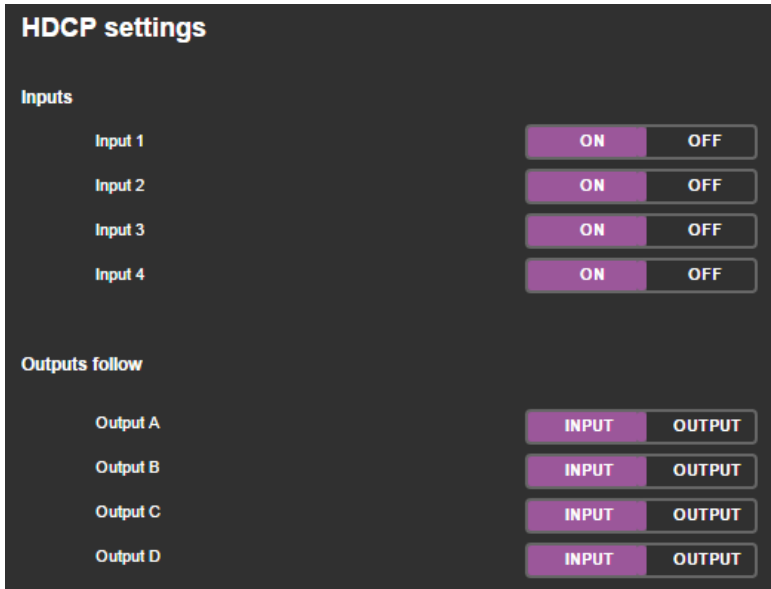 HDCP settings
Inputs
Input 1 ON OFF
Input 2 ON OFF
Input 3 ON OFF
Input 4 ON OFF
Outputs follow
Output A INPUT OUTPUT
Output B INPUT OUTPUT
Output C INPUT OUTPUT
Output D INPUT OUTPUT